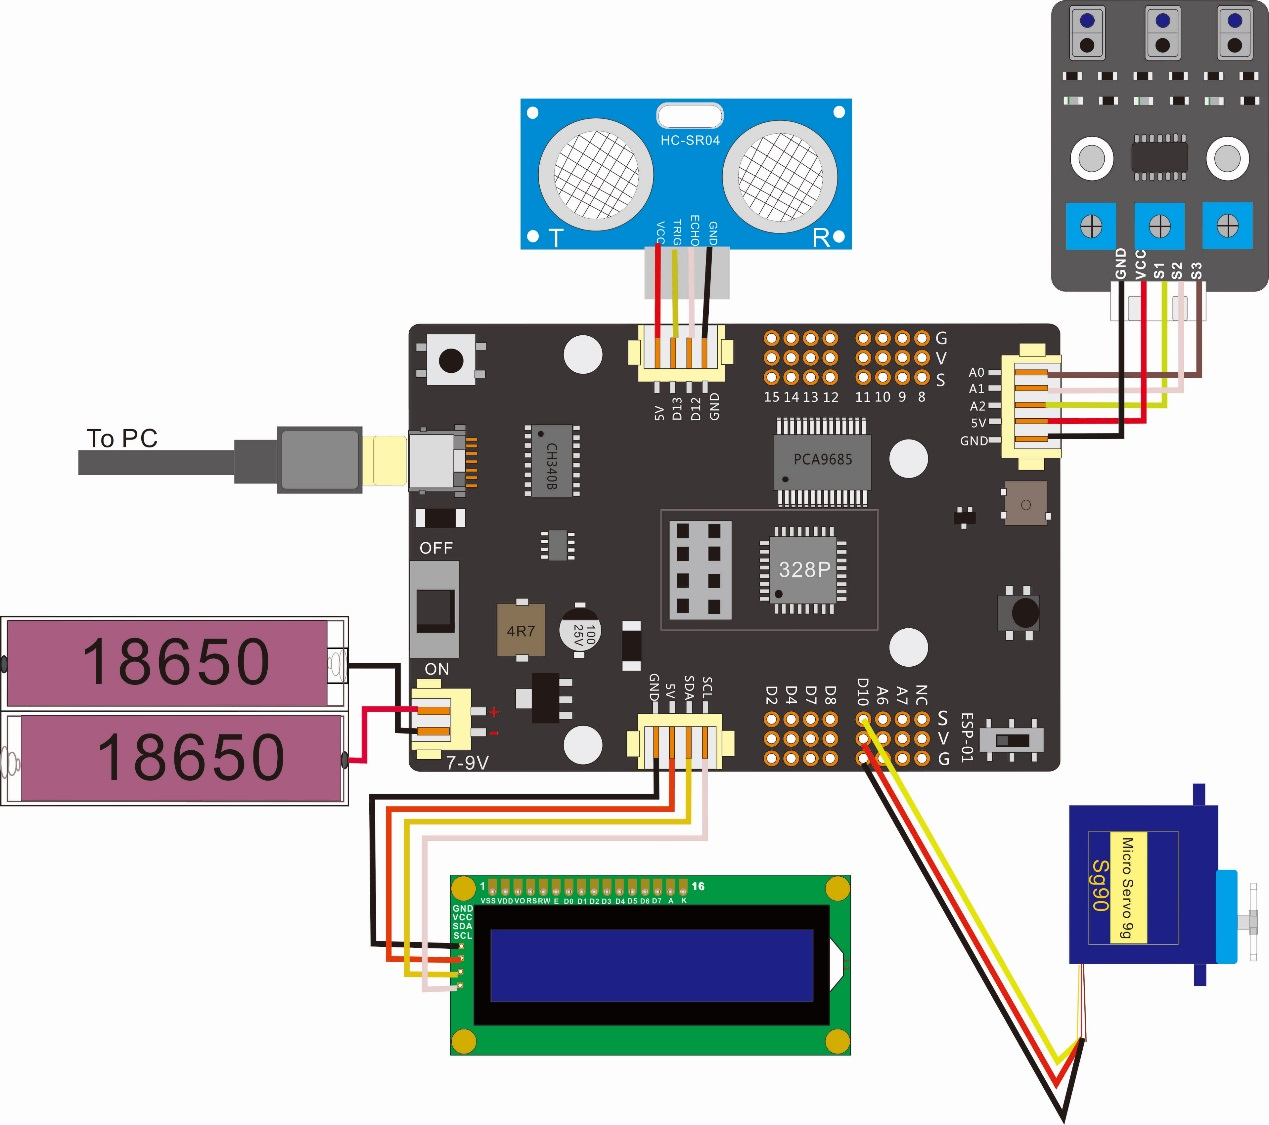 HC-SR04
T
R
VCC
TRIG
ECHO
GND
GND
VCC
S1
S2
S3
5V
D13
D12
GND
G
V
S
15 14 13 12 11 10 9 8
A0
A1
A2
5V
GND
To PC
CH340B
PCA9685
328P
OFF
ON
4R7
100
25V
18650
18650
+
-
7-9V
GND
5V
SDA
SCL
D2
D4
D7
D8
D10
A6
A7
NC
S
V
G
ESP-01
Micro Servo 9g
Sg90
1 16
VSS VDD VO RS RW E D0 D1 D2 D3 D4 D5 D6 D7 A K
GND
VCC
SDA
SCL